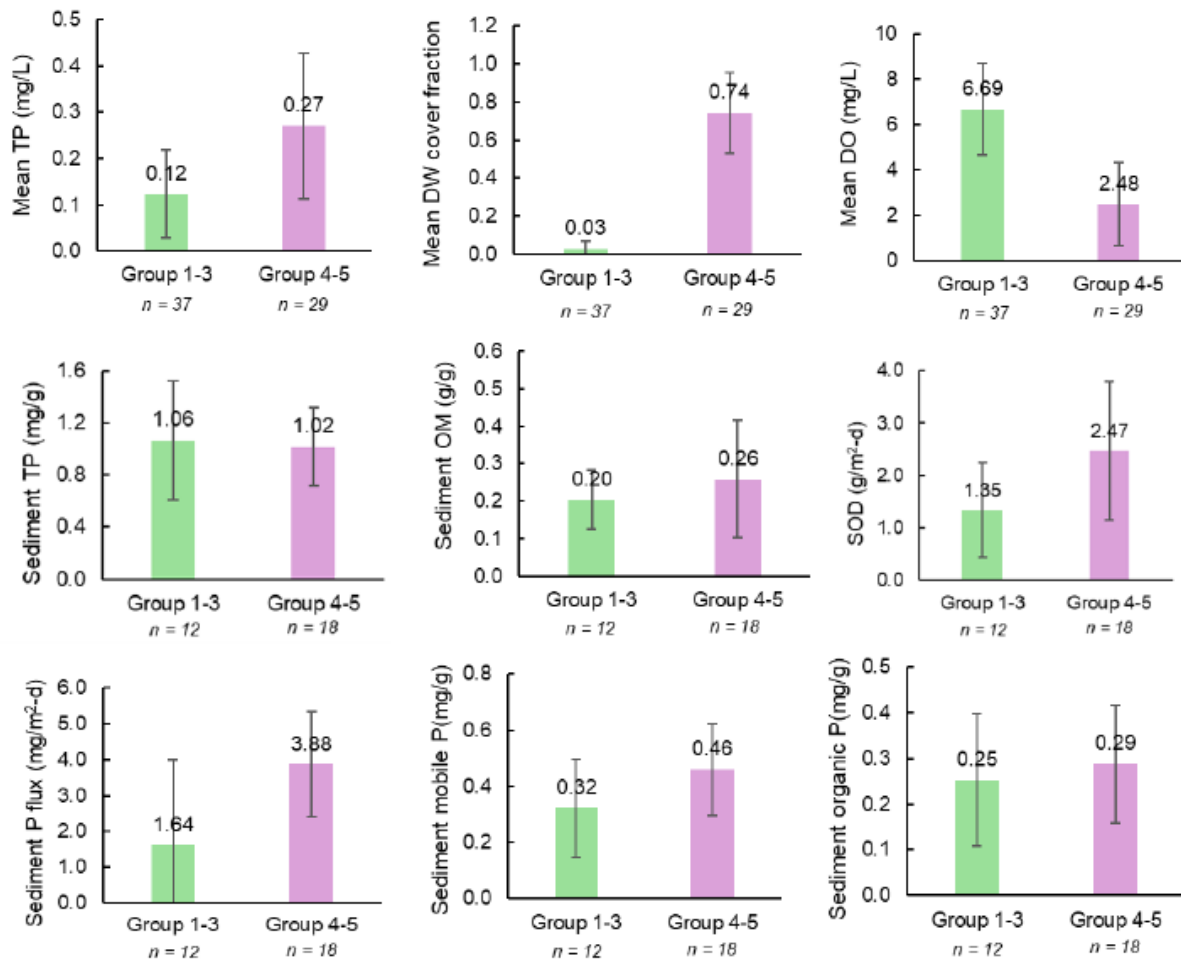 Mean TP (mg/L)
0.5
0.4
0.3
0.2
0.1
0.0
0.12
0.27
Group 1-3
Group 4-5
n = 37
n = 29
Mean DW cover fraction
1.2
1.0
0.8
0.6
0.4
0.2
0.0
0.03
0.74
Group 1-3
Group 4-5
n = 37
n = 29
Mean DO (mg/L)
10
8
6
4
2
0
6.69
2.48
Group 1-3
Group 4-5
n = 37
n = 29
Sediment TP (mg/g)
1.6
1.2
0.8
0.4
0.0
1.06
1.02
Group 1-3
Group 4-5
n = 12
n = 18
Sediment OM (g/g)
0.6
0.5
0.4
0.3
0.2
0.1
0.0
0.20
0.26
Group 1-3
Group 4-5
n = 12
n = 18
SOD (g/m²-d)
4.0
3.0
2.0
1.0
0.0
1.35
2.47
Group 1-3
Group 4-5
n = 12
n = 18
Sediment P flux (mg/m²-d)
6.0
5.0
4.0
3.0
2.0
1.0
0.0
1.64
3.88
Group 1-3
Group 4-5
n = 12
n = 18
Sediment mobile P(mg/g)
0.8
0.6
0.4
0.2
0.0
0.32
0.46
Group 1-3
Group 4-5
n = 12
n = 18
Sediment organic P(mg/g)
0.5
0.4
0.3
0.2
0.1
0.0
0.25
0.29
Group 1-3
Group 4-5
n = 12
n = 18